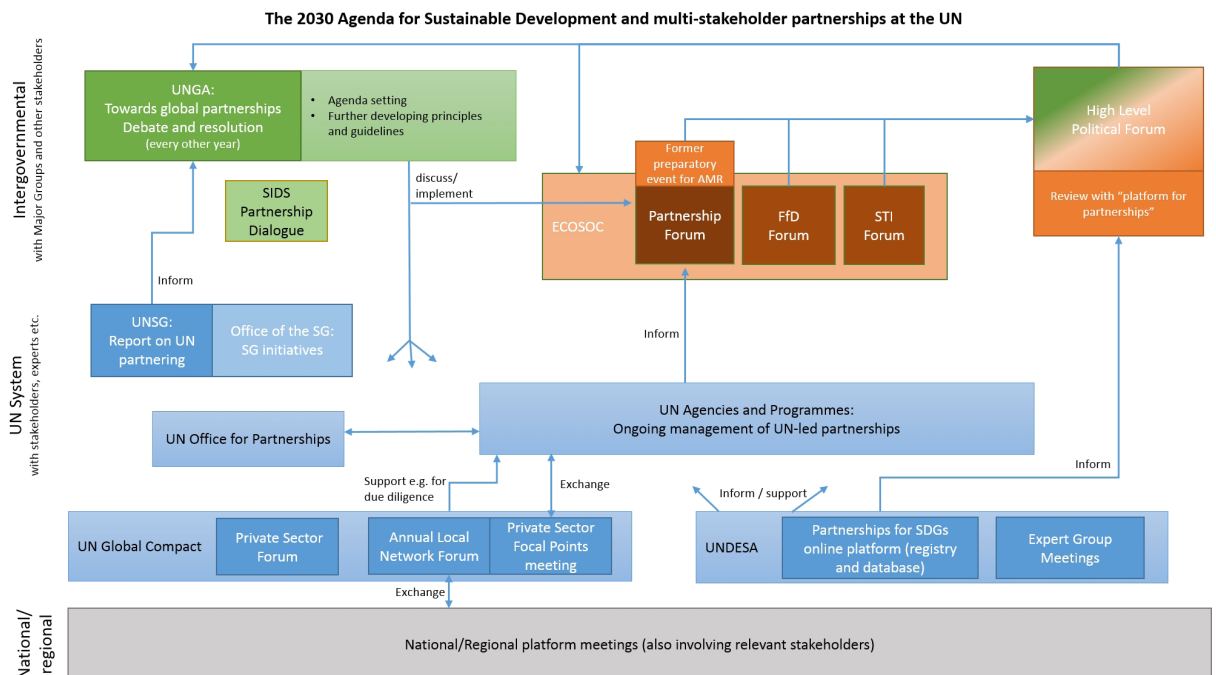 The 2030 Agenda for Sustainable Development and multi-stakeholder partnerships at the UN
Intergovernmental
with Major Groups and other stakeholders
UNGA:
Towards global partnerships
Debate and resolution
(every other year)
• Agenda setting
• Further developing principles
and guidelines
High Level
Political Forum
Review with “platform for
partnerships”
Former
preparatory
event for AMR
discuss/
implement
SIDS
Partnership
Dialogue
ECOSOC
Partnership
Forum
FfD
Forum
STI
Forum
Inform
UN System
with stakeholders, experts etc.
UNSG:
Report on UN
partnering
Office of the SG:
SG initiatives
Inform
UN Office for Partnerships
UN Agencies and Programmes:
Ongoing management of UN-led partnerships
Support e.g. for
due diligence
Exchange
Inform / support
Inform
UN Global Compact
Private Sector
Forum
Annual Local
Network Forum
Private Sector
Focal Points
meeting
UNDESA
Partnerships for SDGs
online platform (registry
and database)
Expert Group
Meetings
Exchange
National/
regional
National/Regional platform meetings (also involving relevant stakeholders)